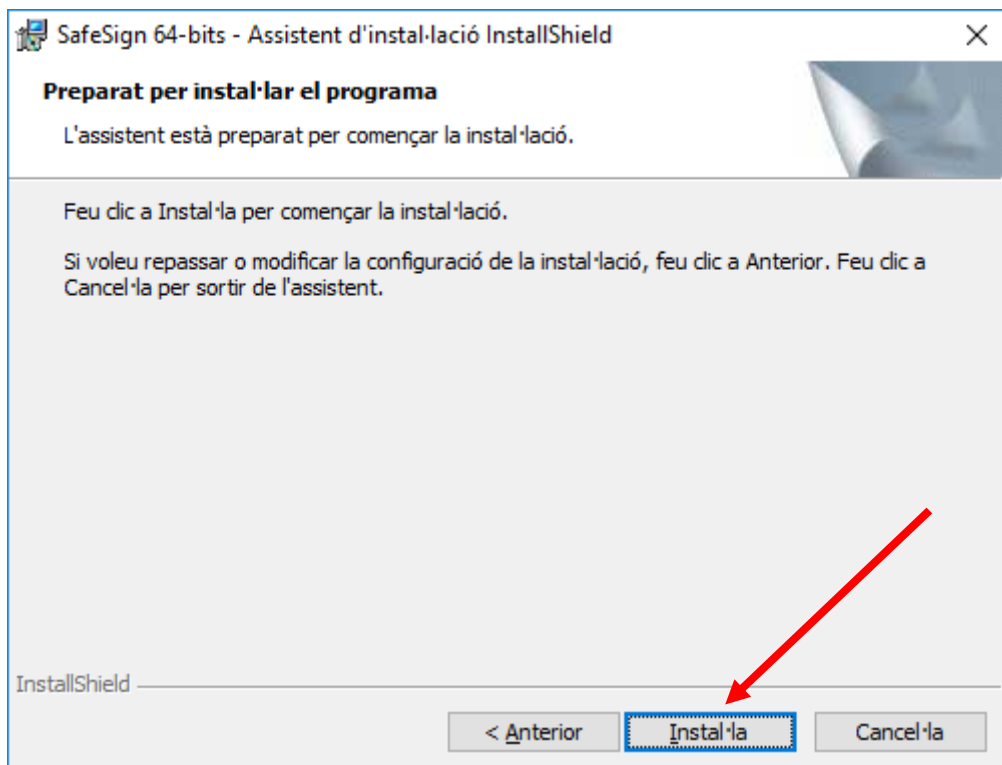 SafeSign 64-bits - Assistent d'instal·lació InstallShield
Preparat per instal·lar el programa
L'assistent està preparat per començar la instal·lació.
Feu clic a Instal·la per començar la instal·lació.
Si voleu repassar o modificar la configuració de la instal·lació, feu clic a Anterior. Feu clic a
Cancel·la per sortir de l'assistent.
InstallShield
< Anterior
Instal·la
Cancel·la